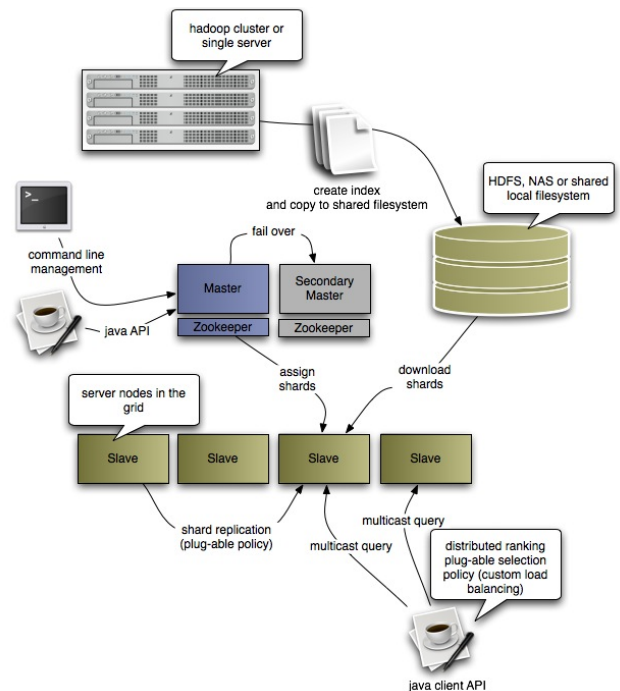 hadoop cluster or
single server
create index
and copy to shared filesystem
HDFS, NAS or shared
local filesystem
>_
command line
management
fail over
Master
Secondary
Master
Zookeeper
Zookeeper
java API
assign
shards
download
shards
server nodes in the
grid
Slave
Slave
Slave
Slave
shard replication
(plug-able policy)
multicast query
multicast query
distributed ranking
plug-able selection
policy (custom load
balancing)
java client API